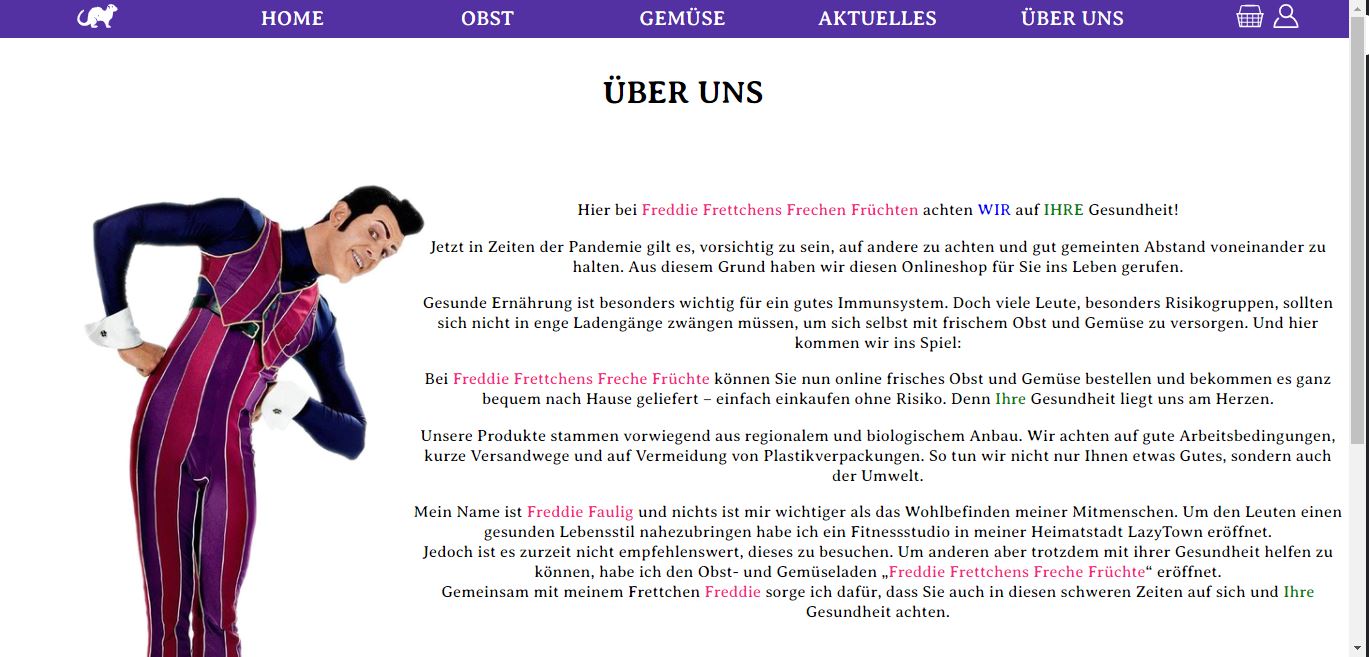 HOME OBST GEMÜSE AKTUELLES ÜBER UNS
ÜBER UNS
Hier bei Freddie Frettchens Frechen Früchten achten WIR auf IHRE Gesundheit!
Jetzt in Zeiten der Pandemie gilt es, vorsichtig zu sein, auf andere zu achten und gut gemeinten Abstand voneinander zu
halten. Aus diesem Grund haben wir diesen Onlineshop für Sie ins Leben gerufen.
Gesunde Ernährung ist besonders wichtig für ein gutes Immunsystem. Doch viele Leute, besonders Risikogruppen, sollten
sich nicht in enge Ladengänge zwängen müssen, um sich selbst mit frischem Obst und Gemüse zu versorgen. Und hier
kommen wir ins Spiel:
Bei Freddie Frettchens Freche Früchte können Sie nun online frisches Obst und Gemüse bestellen und bekommen es ganz
bequem nach Hause geliefert – einfach einkaufen ohne Risiko. Denn Ihre Gesundheit liegt uns am Herzen.
Unsere Produkte stammen vorwiegend aus regionalem und biologischem Anbau. Wir achten auf gute Arbeitsbedingungen,
kurze Versandwege und auf Vermeidung von Plastikverpackungen. So tun wir nicht nur Ihnen etwas Gutes, sondern auch
der Umwelt.
Mein Name ist Freddie Faulig und nichts ist mir wichtiger als das Wohlbefinden meiner Mitmenschen. Um den Leuten einen
gesunden Lebensstil nahezubringen habe ich ein Fitnessstudio in meiner Heimatstadt LazyTown eröffnet.
Jedoch ist es zurzeit nicht empfehlenswert, dieses zu besuchen. Um anderen aber trotzdem mit ihrer Gesundheit helfen zu
können, habe ich den Obst- und Gemüseladen „Freddie Frettchens Freche Früchte“ eröffnet.
Gemeinsam mit meinem Frettchen Freddie sorge ich dafür, dass Sie auch in diesen schweren Zeiten auf sich und Ihre
Gesundheit achten.